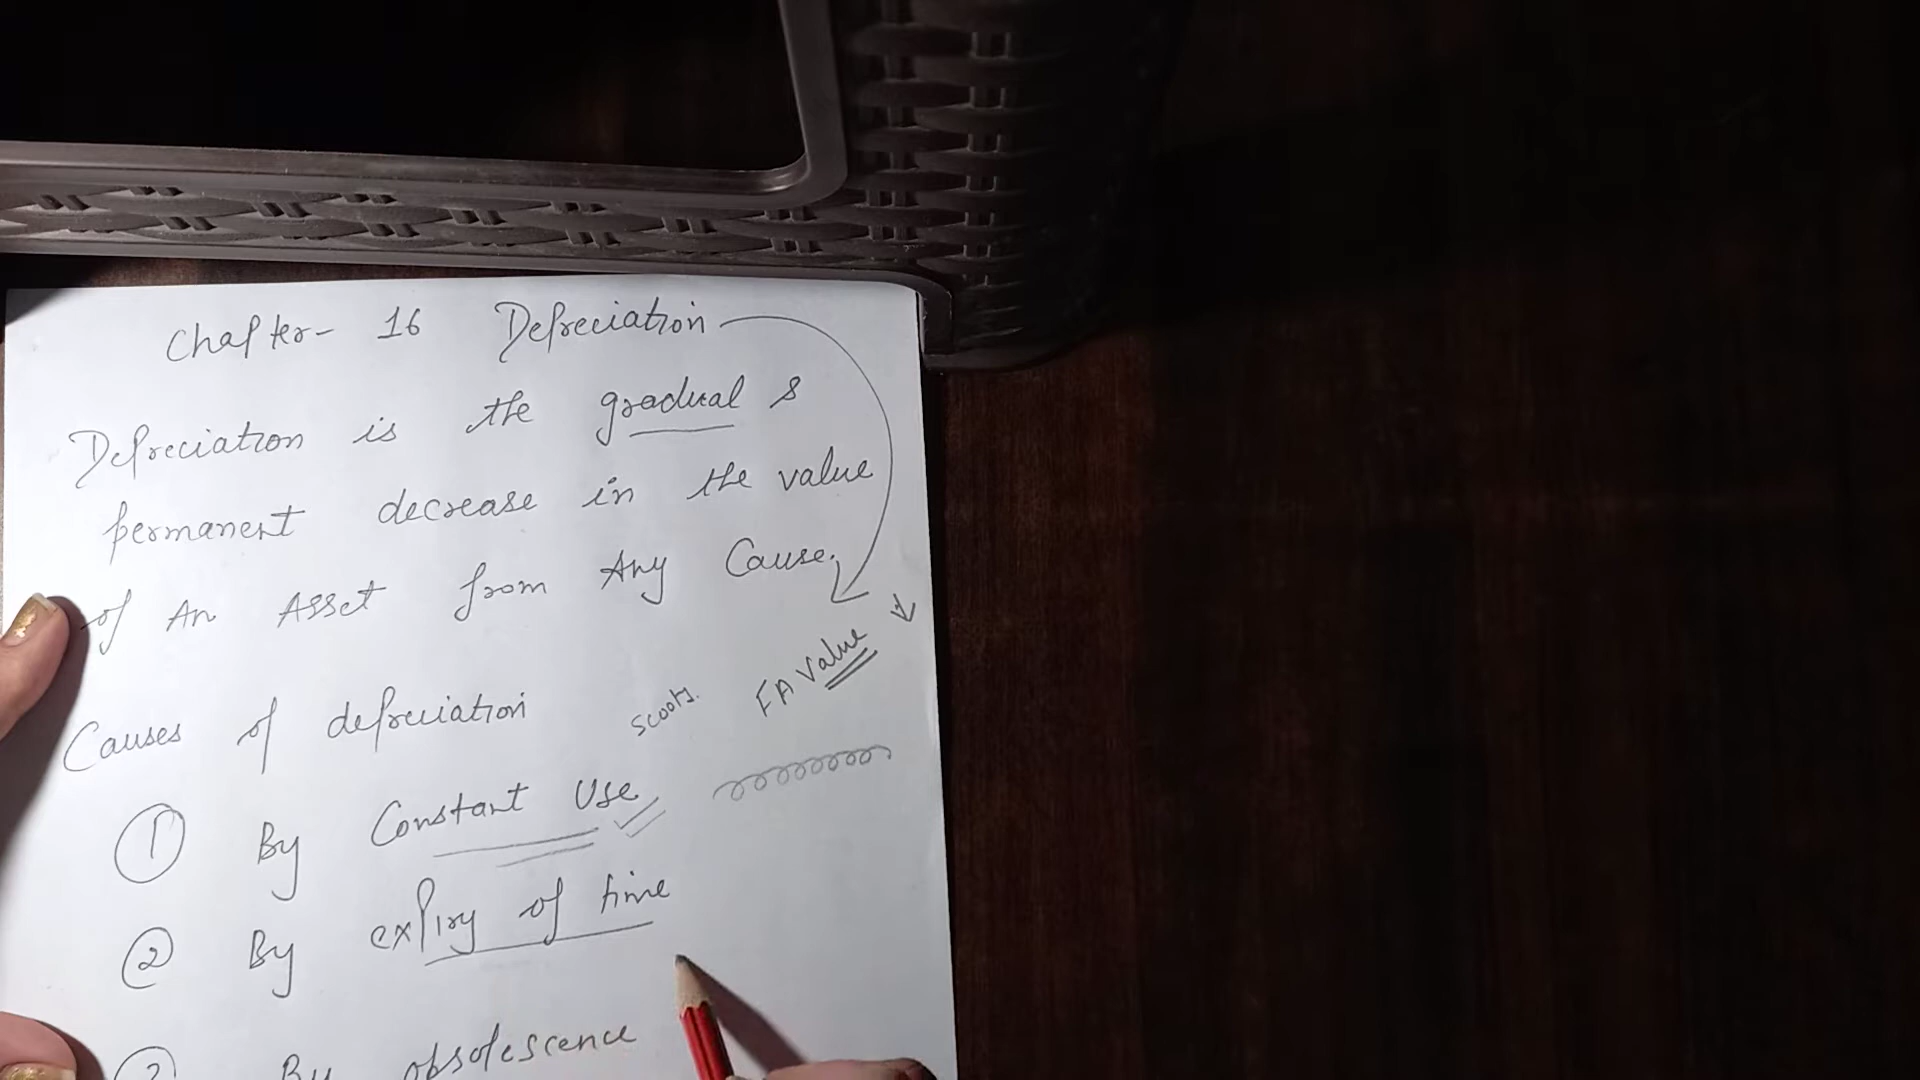 Chapter- 16 Depreciation
Depreciation is the gradual &
permanent decrease in the value
of An Asset from Any Cause.
FA Value
Causes of depreciation
① By Constant Use
② By expiry of time
By obsolescence